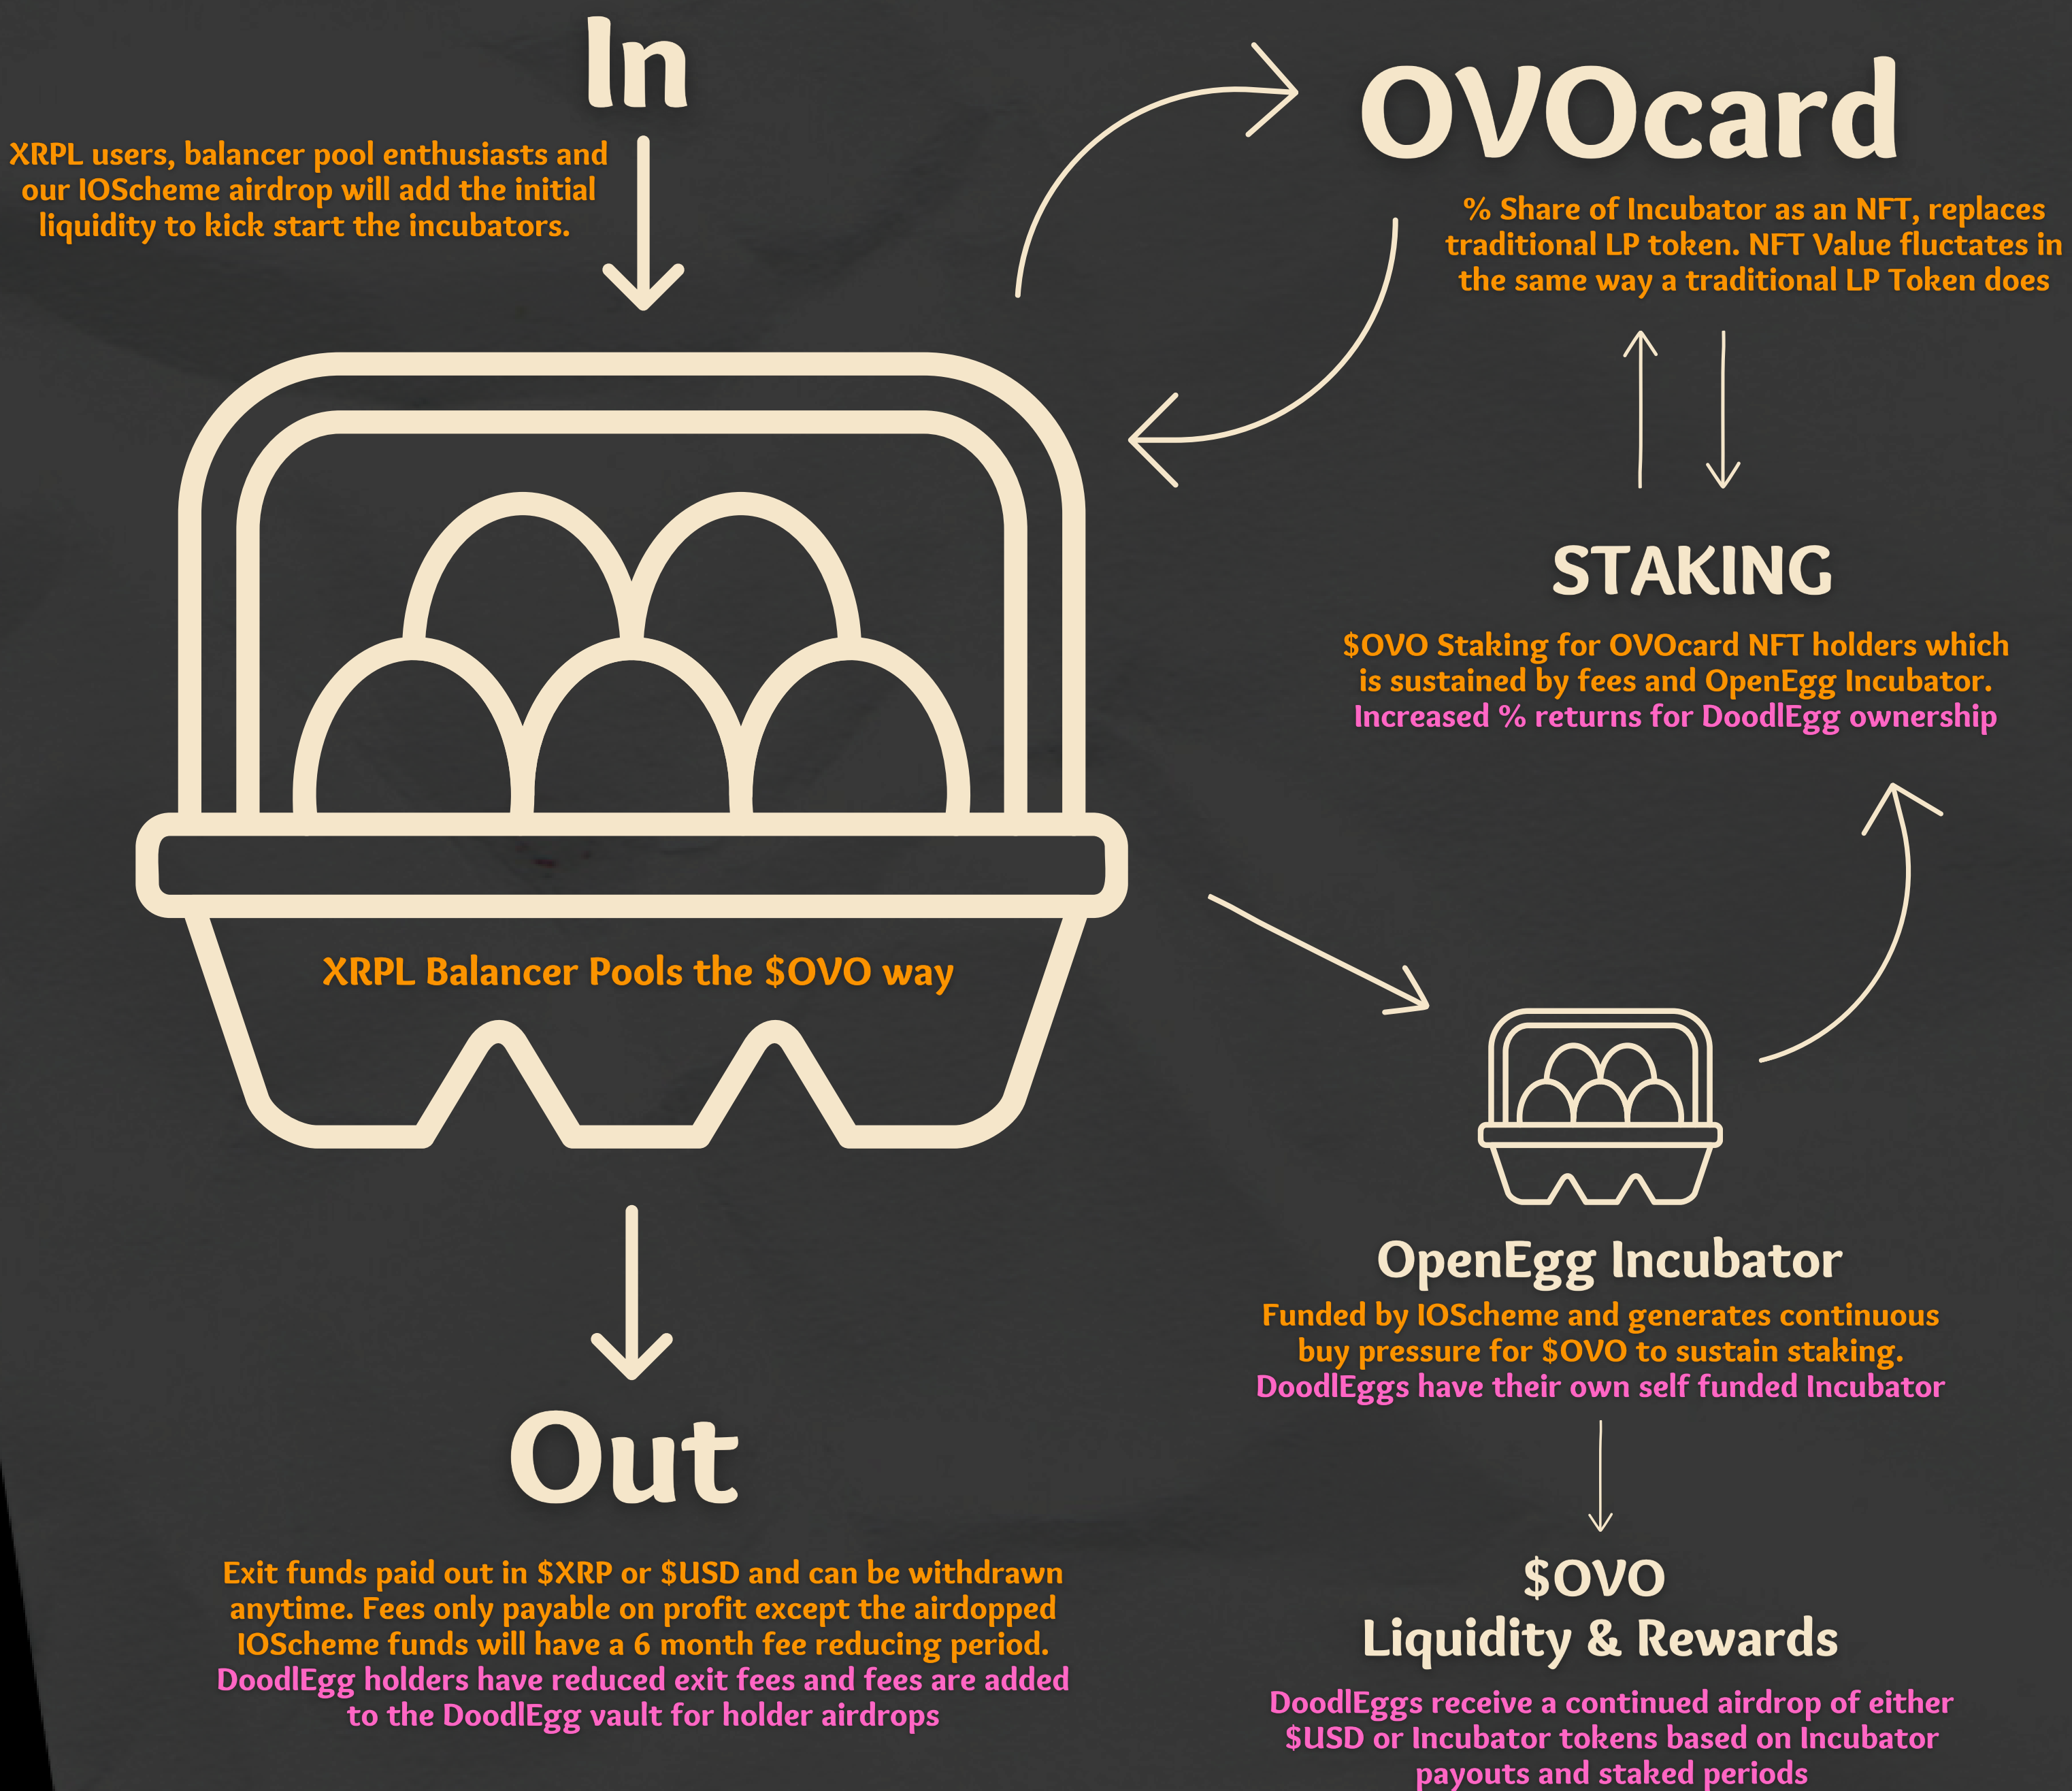 In
XRPL users, balancer pool enthusiasts and
our IOScheme airdrop will add the initial
liquidity to kick start the incubators.
OVOcard
% Share of Incubator as an NFT, replaces
traditional LP token. NFT Value fluctates in
the same way a traditional LP Token does
STAKING
$OVO Staking for OVOcard NFT holders which
is sustained by fees and OpenEgg Incubator.
Increased % returns for DoodlEgg ownership
XRPL Balancer Pools the $OVO way
OpenEgg Incubator
Funded by IOScheme and generates continuous
buy pressure for $OVO to sustain staking.
DoodlEggs have their own self funded Incubator
Out
Exit funds paid out in $XRP or $USD and can be withdrawn
anytime. Fees only payable on profit except the airdopped
IOScheme funds will have a 6 month fee reducing period.
DoodlEgg holders have reduced exit fees and fees are added
to the DoodlEgg vault for holder airdrops
$OVO
Liquidity & Rewards
DoodlEggs receive a continued airdrop of either
$USD or Incubator tokens based on Incubator
payouts and staked periods